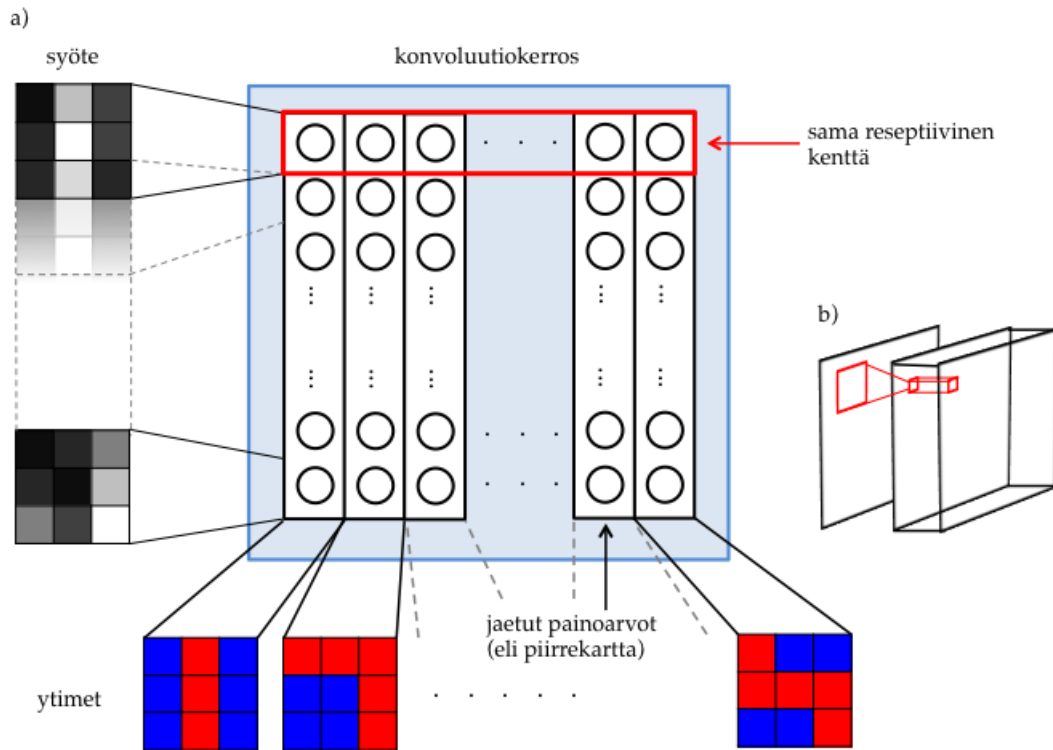 a)
syöte
konvoluutiokerros
sama reseptiivinen
kenttä
b)
jaetut painoarvot
(eli piirrekartta)
ytimet